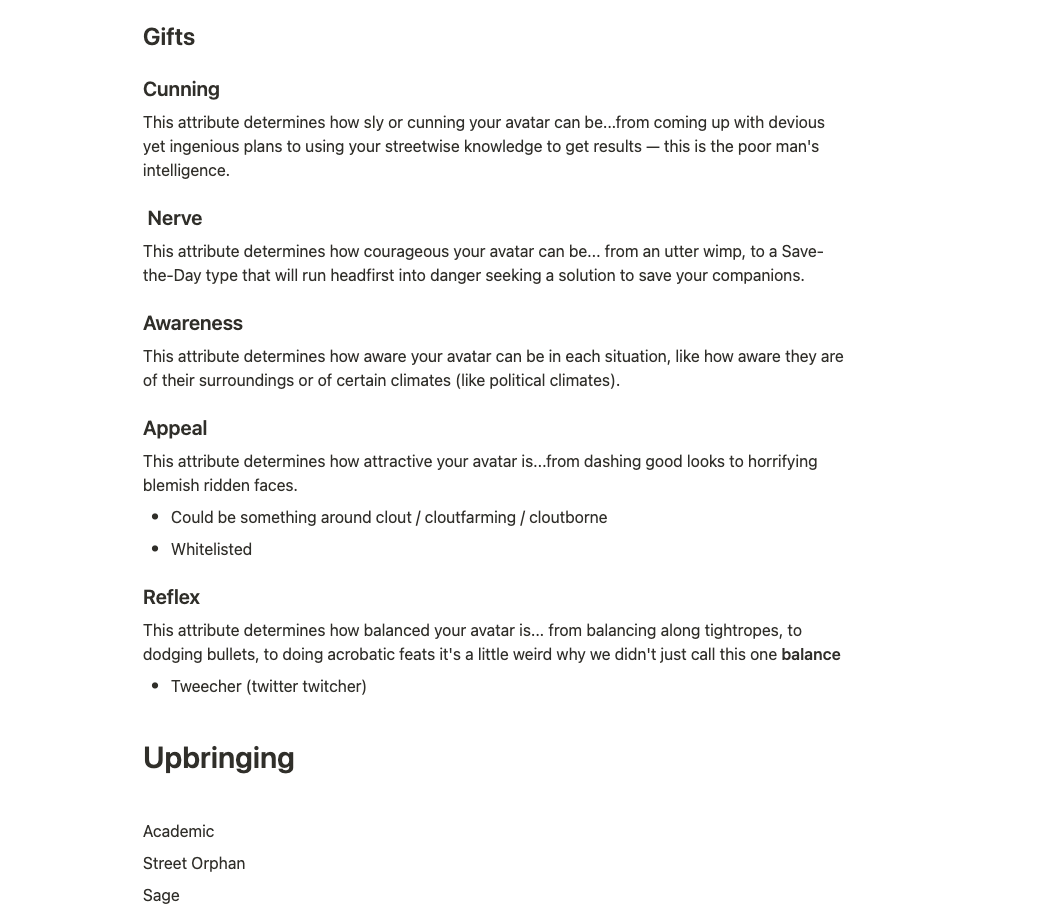 Gifts
Cunning
This attribute determines how sly or cunning your avatar can be...from coming up with devious
yet ingenious plans to using your streetwise knowledge to get results — this is the poor man's
intelligence.
Nerve
This attribute determines how courageous your avatar can be... from an utter wimp, to a Save-
the-Day type that will run headfirst into danger seeking a solution to save your companions.
Awareness
This attribute determines how aware your avatar can be in each situation, like how aware they are
of their surroundings or of certain climates (like political climates).
Appeal
This attribute determines how attractive your avatar is...from dashing good looks to horrifying
blemish ridden faces.
• Could be something around clout / cloutfarming / cloutborne
• Whitelisted
Reflex
This attribute determines how balanced your avatar is... from balancing along tightropes, to
dodging bullets, to doing acrobatic feats it's a little weird why we didn't just call this one balance
• Tweecher (twitter twitcher)
Upbringing
Academic
Street Orphan
Sage